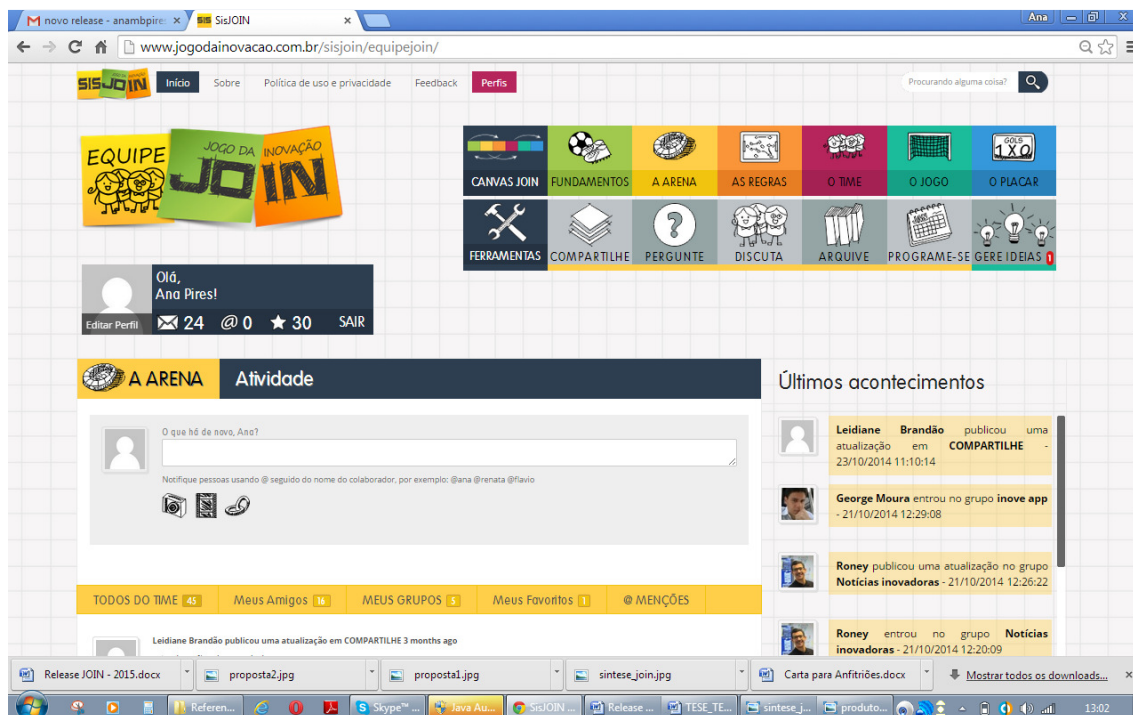 novo release - anambpire
SisJOIN
Ana
www.jogodainovacao.com.br/sisjoin/equipejoin/
SISJOIN
Início
Sobre
Política de uso e privacidade
Feedback
Perfis
Procurando alguma coisa?
EQUIPE
JOGO DA INOVAÇÃO
JOIN
CANVAS JOIN
FUNDAMENTOS
A ARENA
AS REGRAS
O TIME
O JOGO
GOLS
1X0
O PLACAR
FERRAMENTAS
COMPARTILHE
PERGUNTE
DISCUTA
ARQUIVE
PROGRAME-SE
GERE IDEIAS 1
Olá,
Ana Pires!
Editar Perfil
24 @ 0 30 SAIR
A ARENA
Atividade
O que há de novo, Ana?
Notifique pessoas usando @ seguido do nome do colaborador, por exemplo: @ana @renata @flavio
TODOS DO TIME 45
Meus Amigos 16
MEUS GRUPOS 5
Meus Favoritos 1
@ MENÇÕES
Leidiane Brandão publicou uma atualização em COMPARTILHE 3 months ago
Últimos acontecimentos
Leidiane Brandão publicou uma
atualização em COMPARTILHE -
23/10/2014 11:10:14
George Moura entrou no grupo inove app
- 21/10/2014 12:29:08
Roney publicou uma atualização no grupo
Notícias inovadoras - 21/10/2014 12:26:22
Roney entrou no grupo Notícias
inovadoras - 21/10/2014 12:20:09
Release JOIN - 2015.docx
proposta2.jpg
proposta1.jpg
sintese_join.jpg
Carta para Anfitriões.docx
Mostrar todos os downloads...
Referen...
Skype™ ...
Java Au...
SisJOIN ...
Release ...
TESE_TE...
sintese_j...
produto...
13:02